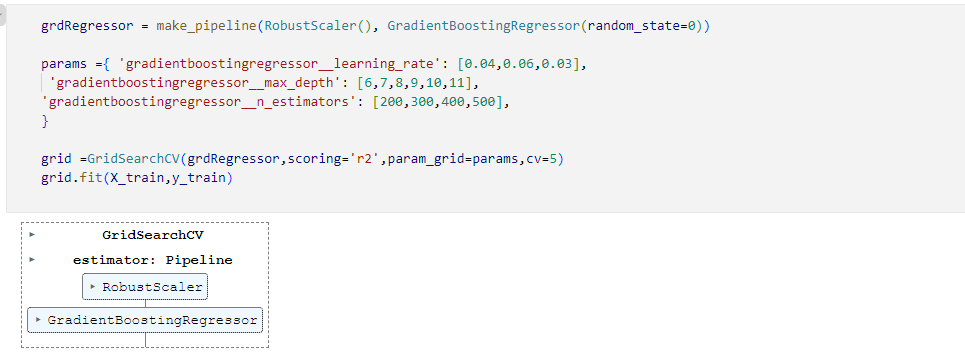 grdRegressor = make_pipeline(RobustScaler(), GradientBoostingRegressor(random_state=0))
params ={ 'gradientboostingregressor__learning_rate': [0.04,0.06,0.03],
'gradientboostingregressor__max_depth': [6,7,8,9,10,11],
'gradientboostingregressor__n_estimators': [200,300,400,500],
}
grid =GridSearchCV(grdRegressor,scoring='r2',param_grid=params,cv=5)
grid.fit(X_train,y_train)
GridSearchCV
estimator: Pipeline
RobustScaler
GradientBoostingRegressor